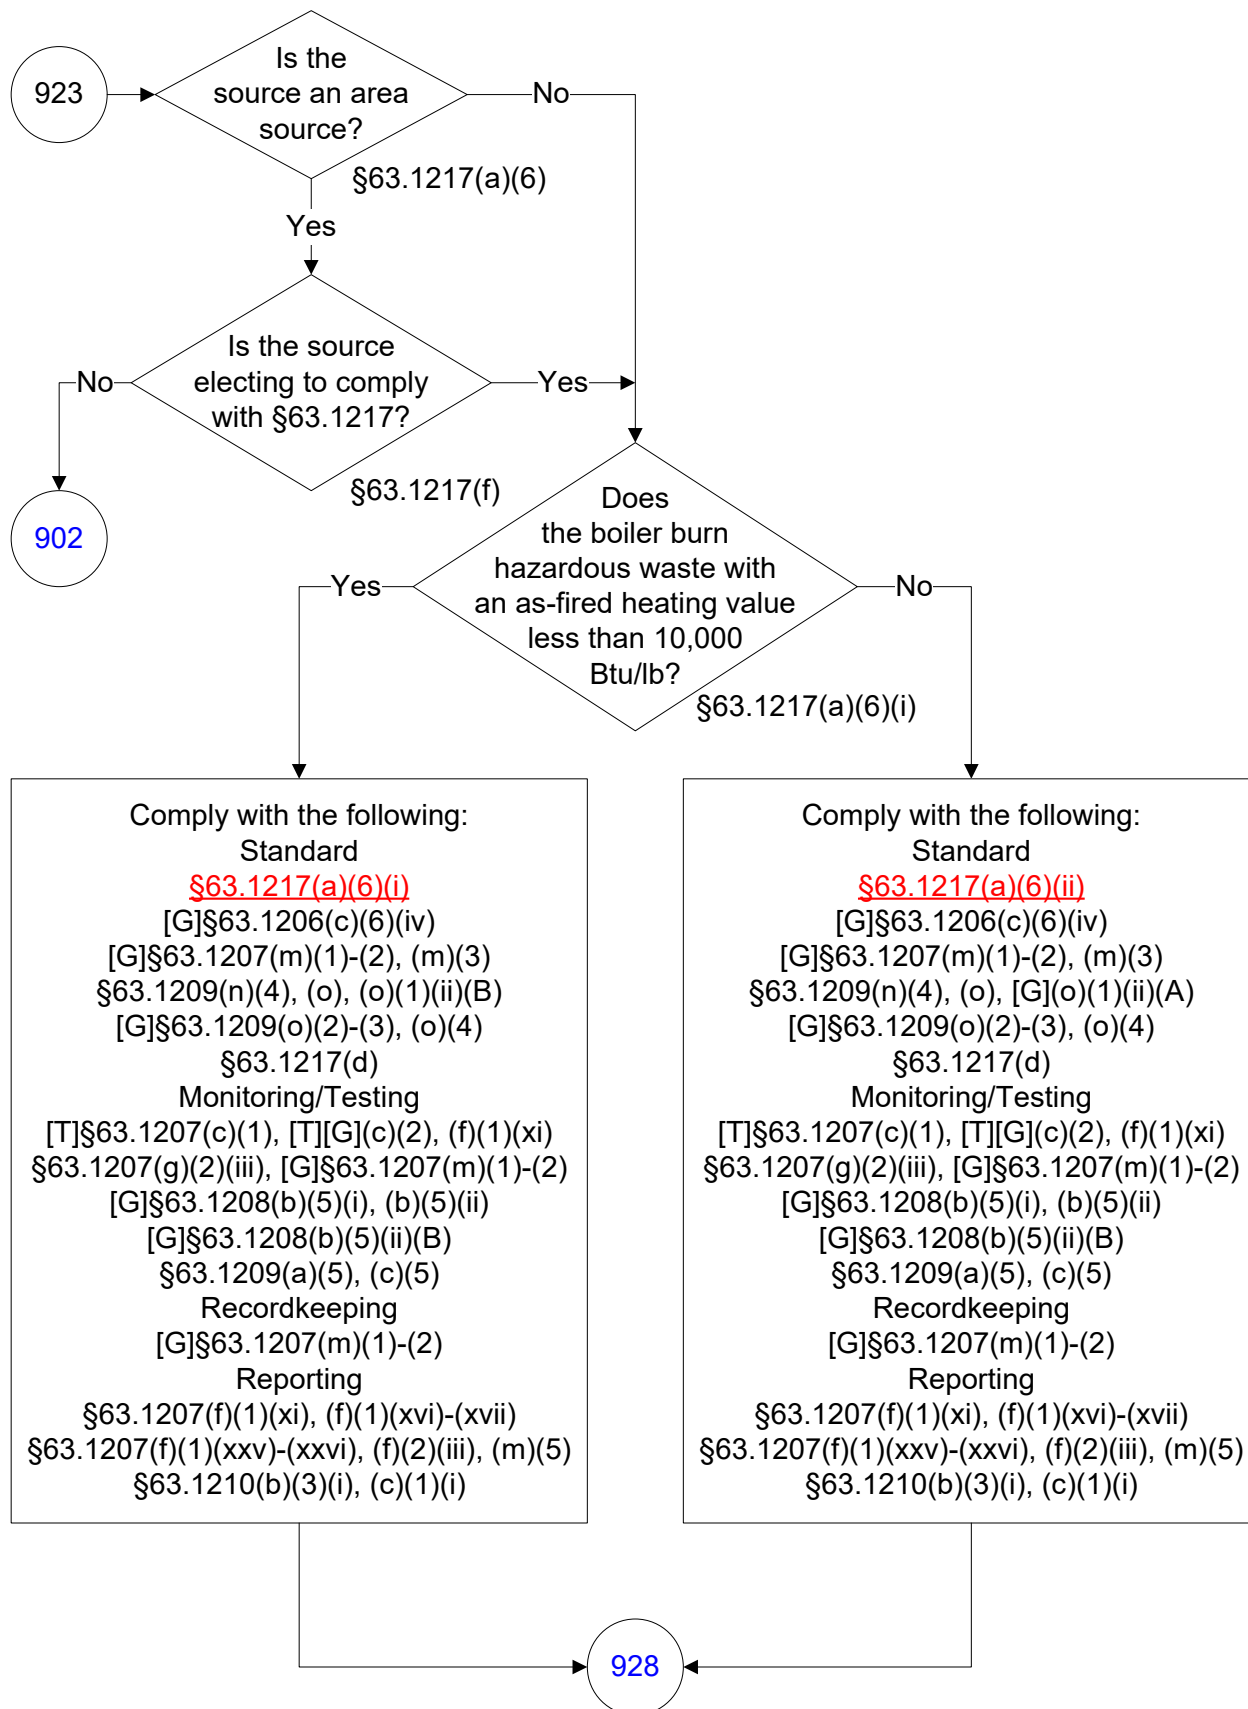 923
Is the
source an area
source?
No
§63.1217(a)(6)
Yes
Is the source
electing to comply
with §63.1217?
No
Yes
§63.1217(f)
902
Does
the boiler burn
hazardous waste with
an as-fired heating value
less than 10,000
Btu/lb?
Yes
No
§63.1217(a)(6)(i)
Comply with the following:
Standard
§63.1217(a)(6)(i)
[G]§63.1206(c)(6)(iv)
[G]§63.1207(m)(1)-(2), (m)(3)
§63.1209(n)(4), (o), (o)(1)(ii)(B)
[G]§63.1209(o)(2)-(3), (o)(4)
§63.1217(d)
Monitoring/Testing
[T]§63.1207(c)(1), [T][G](c)(2), (f)(1)(xi)
§63.1207(g)(2)(iii), [G]§63.1207(m)(1)-(2)
[G]§63.1208(b)(5)(i), (b)(5)(ii)
[G]§63.1208(b)(5)(ii)(B)
§63.1209(a)(5), (c)(5)
Recordkeeping
[G]§63.1207(m)(1)-(2)
Reporting
§63.1207(f)(1)(xi), (f)(1)(xvi)-(xvii)
§63.1207(f)(1)(xxv)-(xxvi), (f)(2)(iii), (m)(5)
§63.1210(b)(3)(i), (c)(1)(i)
Comply with the following:
Standard
§63.1217(a)(6)(ii)
[G]§63.1206(c)(6)(iv)
[G]§63.1207(m)(1)-(2), (m)(3)
§63.1209(n)(4), (o), [G](o)(1)(ii)(A)
[G]§63.1209(o)(2)-(3), (o)(4)
§63.1217(d)
Monitoring/Testing
[T]§63.1207(c)(1), [T][G](c)(2), (f)(1)(xi)
§63.1207(g)(2)(iii), [G]§63.1207(m)(1)-(2)
[G]§63.1208(b)(5)(i), (b)(5)(ii)
[G]§63.1208(b)(5)(ii)(B)
§63.1209(a)(5), (c)(5)
Recordkeeping
[G]§63.1207(m)(1)-(2)
Reporting
§63.1207(f)(1)(xi), (f)(1)(xvi)-(xvii)
§63.1207(f)(1)(xxv)-(xxvi), (f)(2)(iii), (m)(5)
§63.1210(b)(3)(i), (c)(1)(i)
928